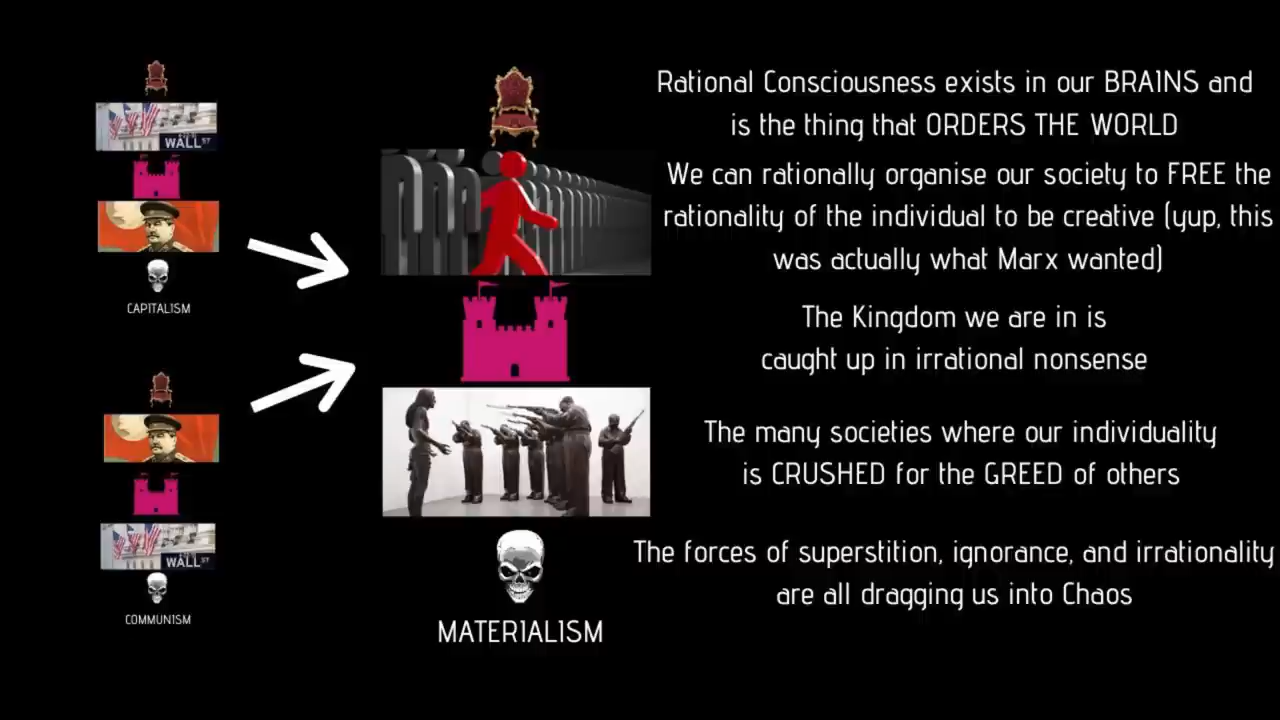 WALL ST
CAPITALISM
WALL ST
COMMUNISM
MATERIALISM
Rational Consciousness exists in our BRAINS and
is the thing that ORDERS THE WORLD
We can rationally organise our society to FREE the
rationality of the individual to be creative (yup, this
was actually what Marx wanted)
The Kingdom we are in is
caught up in irrational nonsense
The many societies where our individuality
is CRUSHED for the GREED of others
The forces of superstition, ignorance, and irrationality
are all dragging us into Chaos